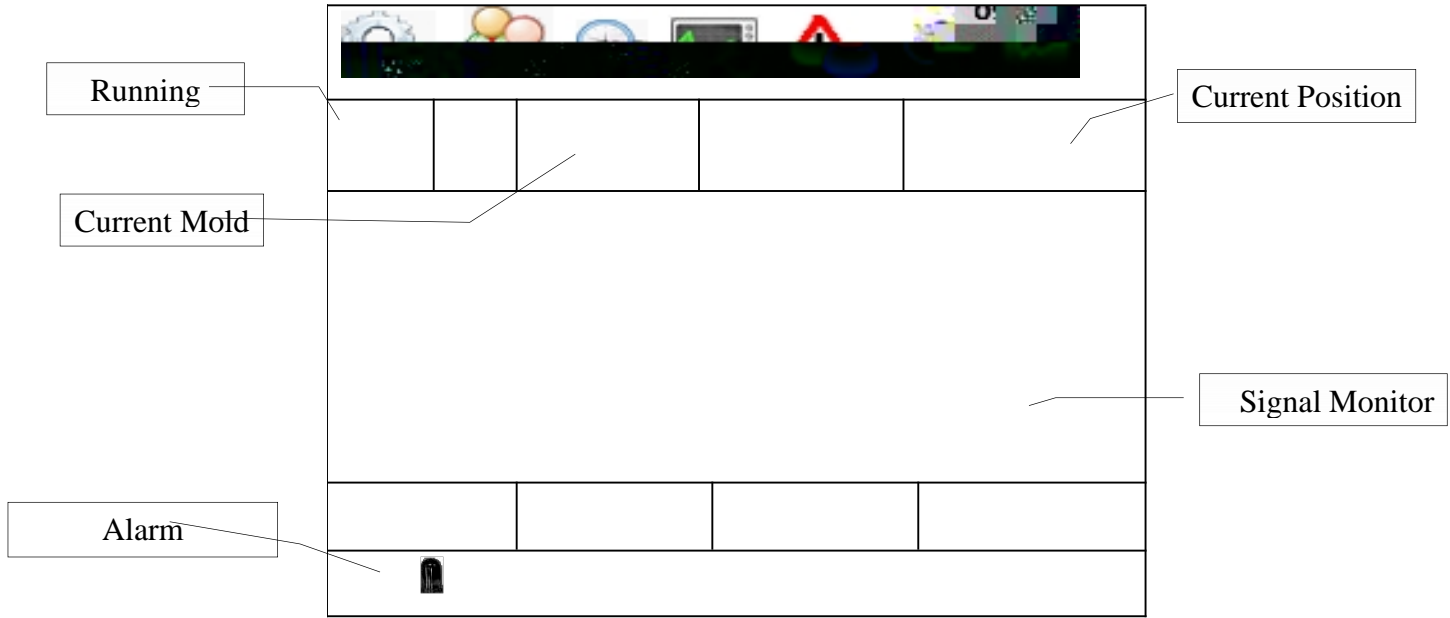 Running
Current Position
Current Mold
Signal Monitor
Alarm